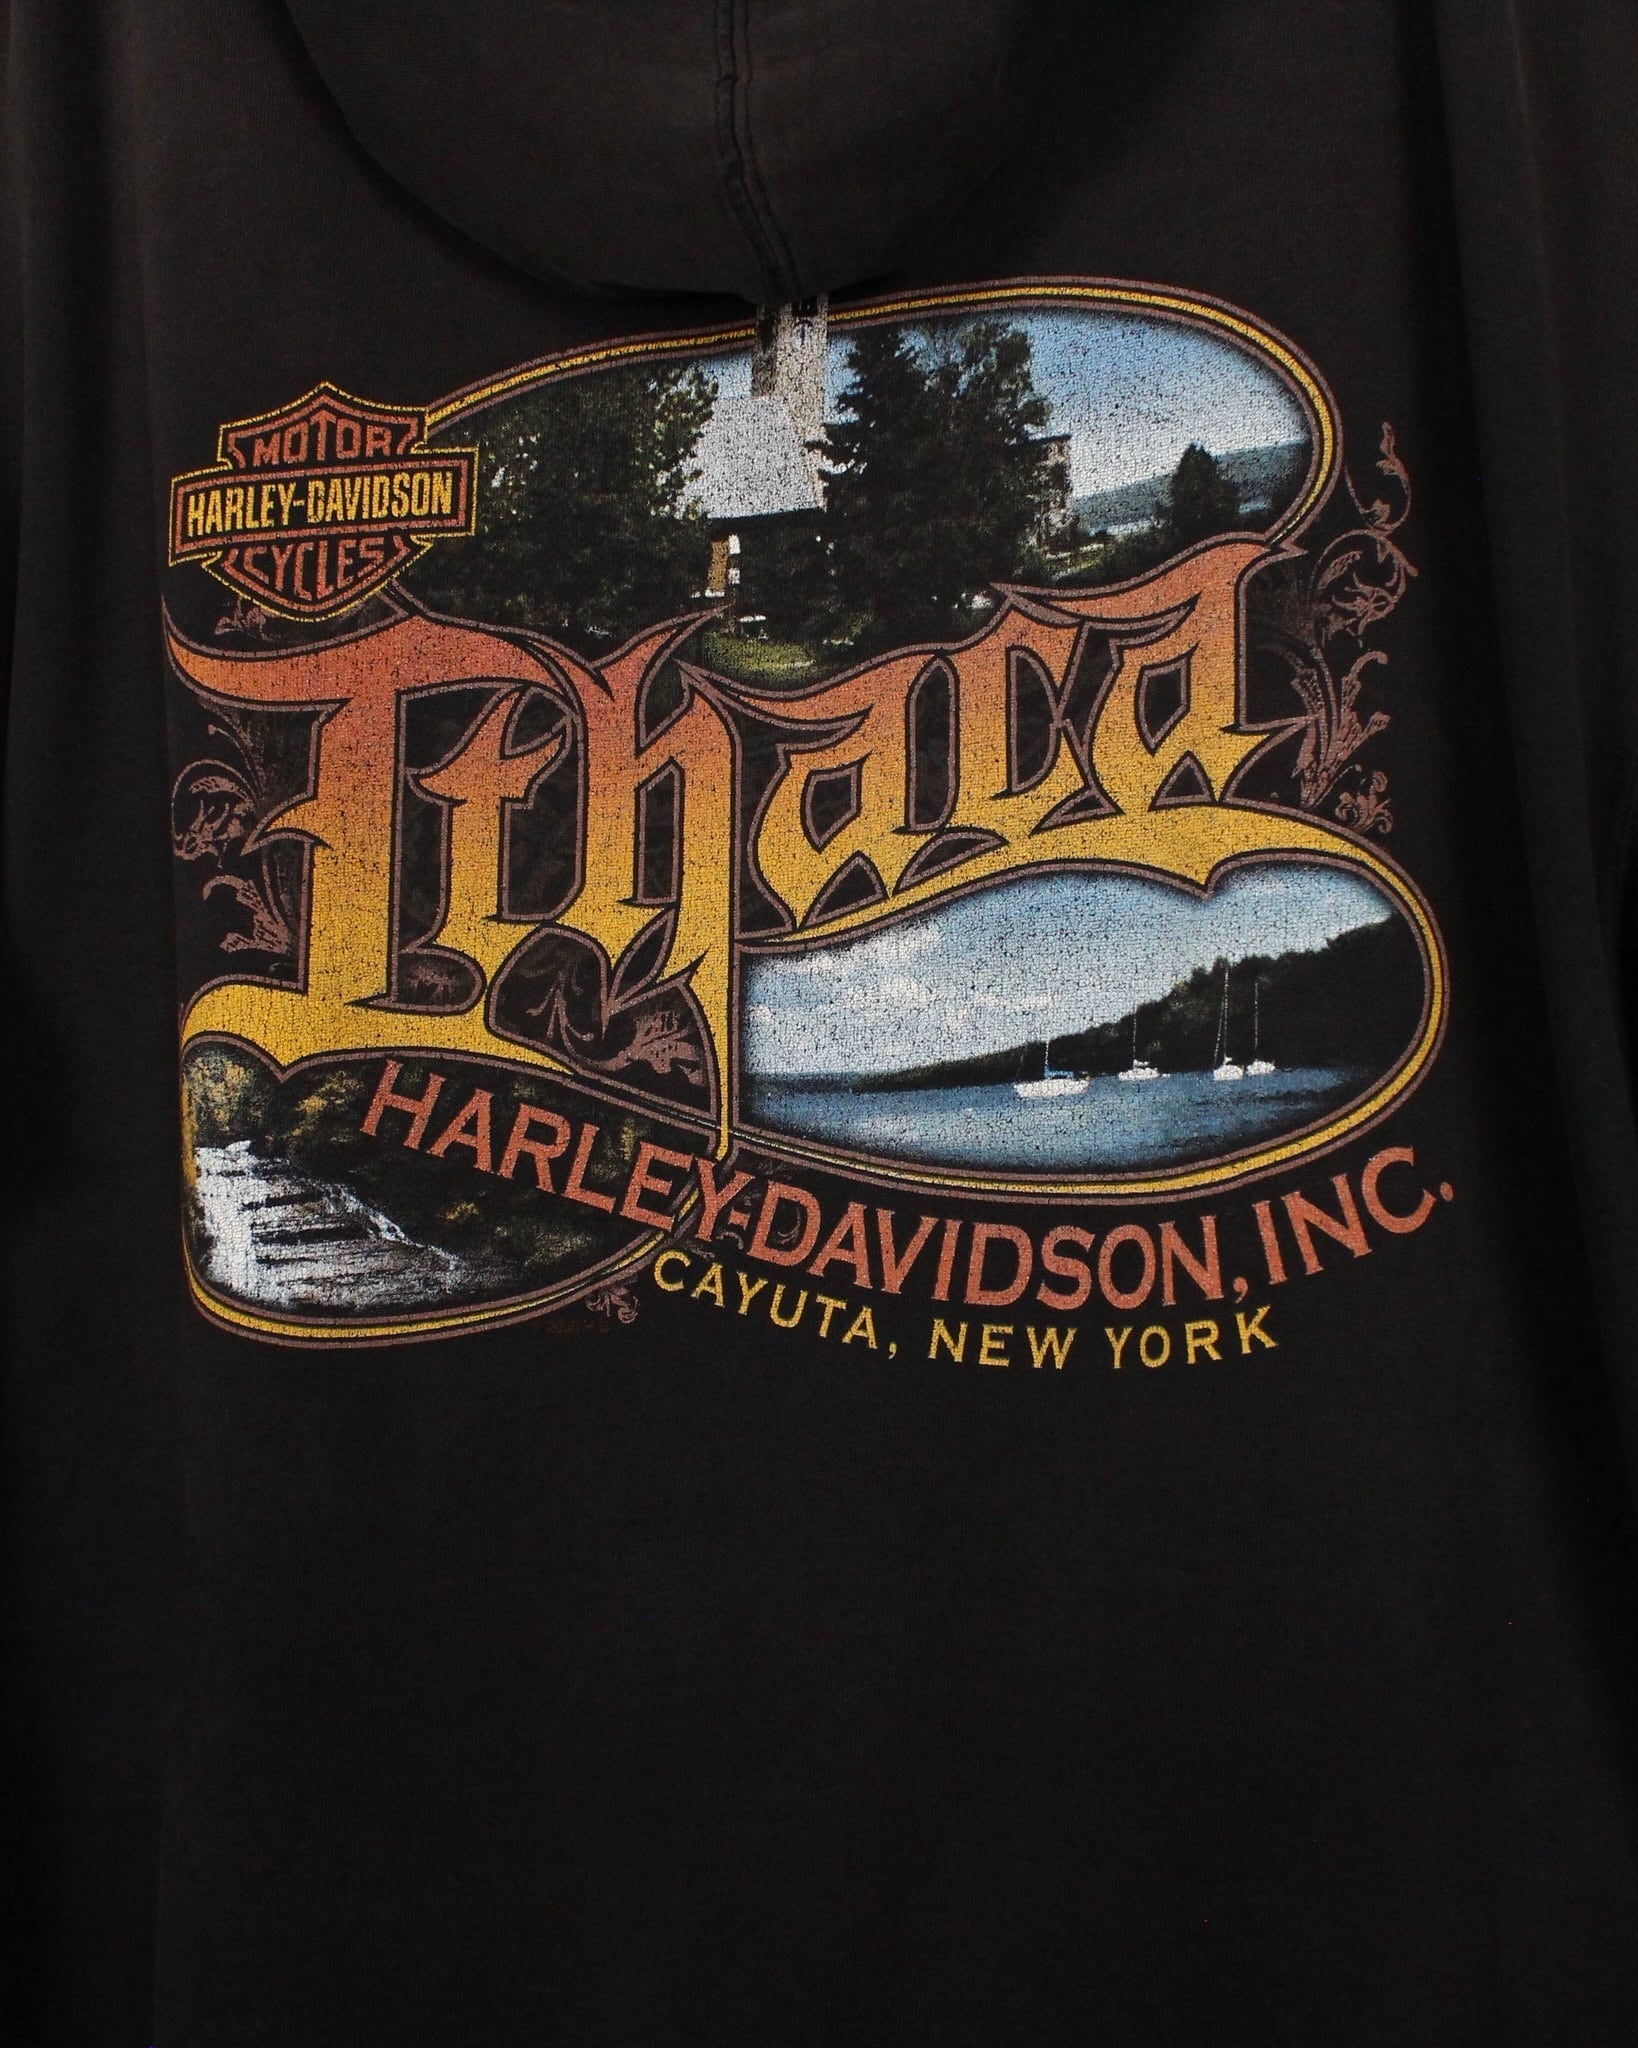 MOTOR
HARLEY-DAVIDSON
CYCLES
Ithaca
HARLEY-DAVIDSON, INC.
CAYUTA, NEW YORK